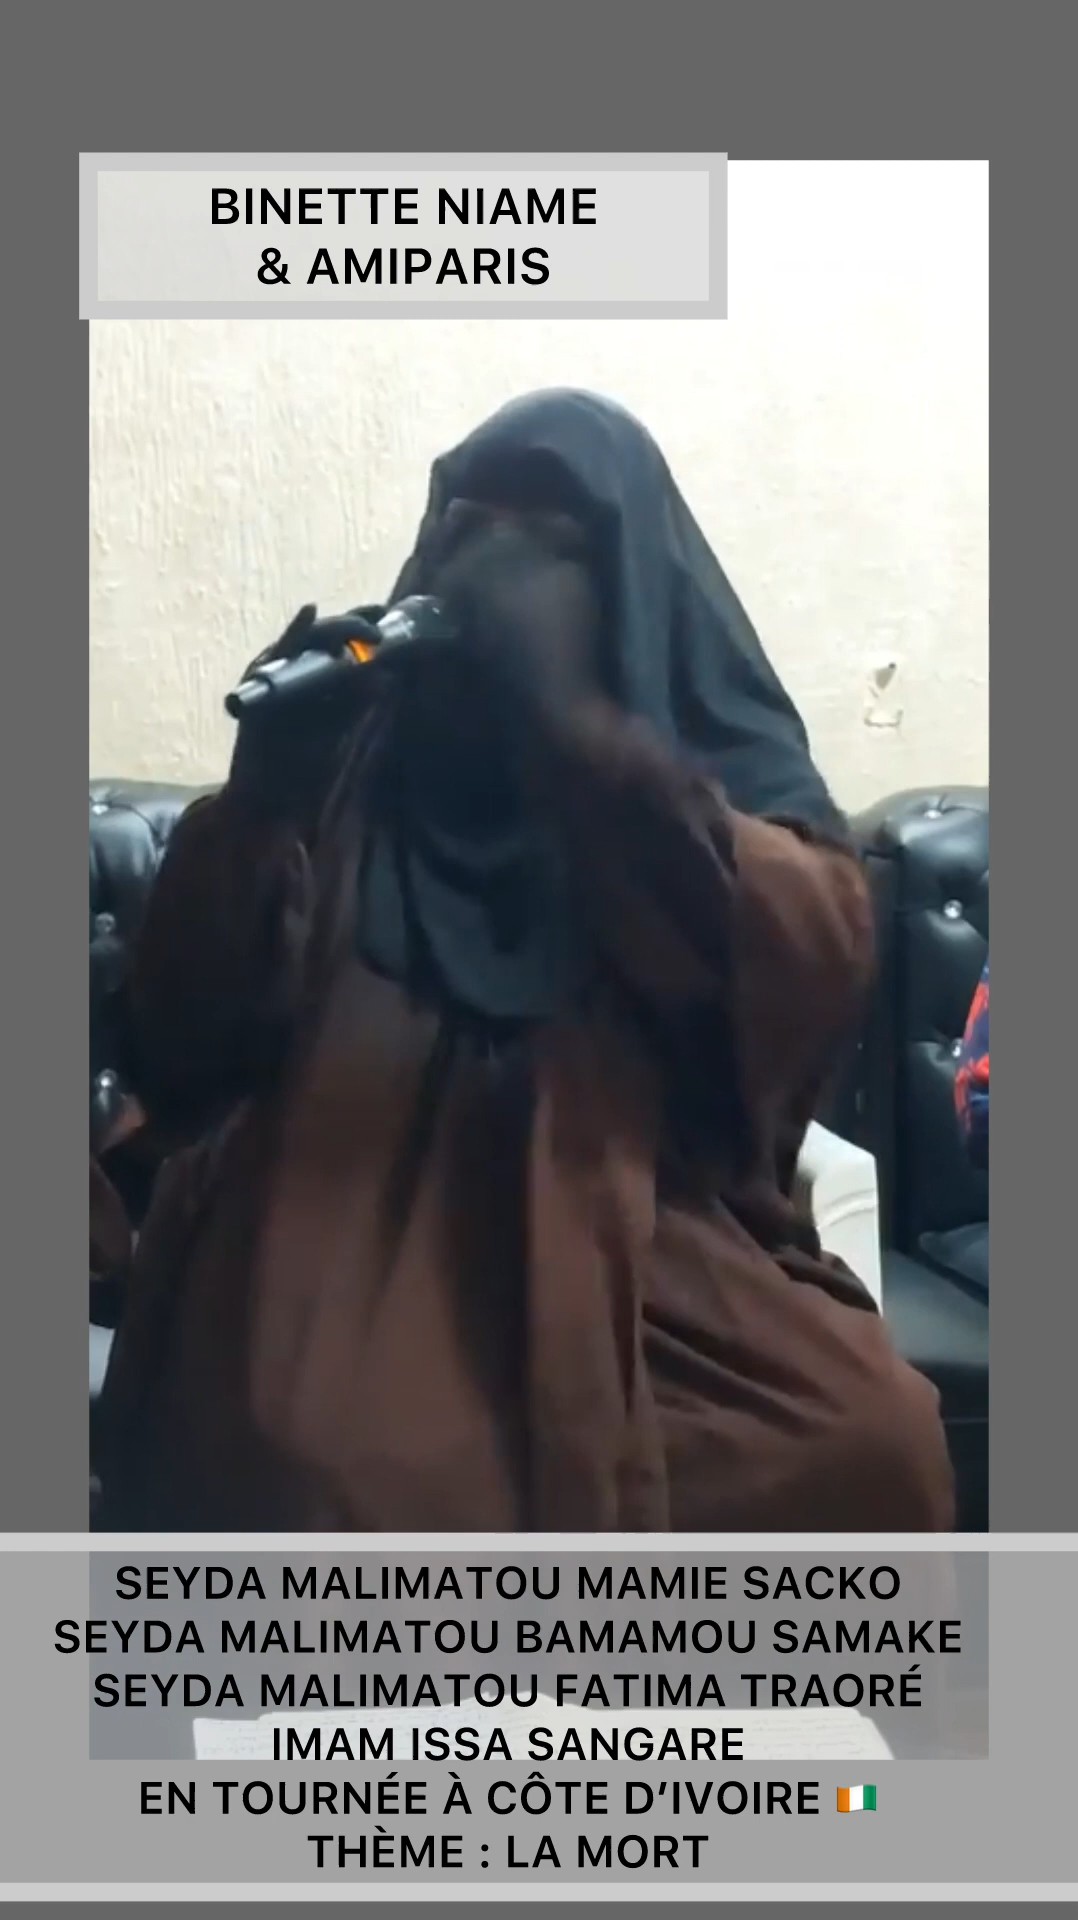 BINETTE NIAME
& AMIPARIS
SEYDA MALIMATOU MAMIE SACKO
SEYDA MALIMATOU BAMAMOU SAMAKE
SEYDA MALIMATOU FATIMA TRAORÉ
IMAM ISSA SANGARE
EN TOURNÉE À CÔTE D’IVOIRE 🇨🇮
THÈME : LA MORT